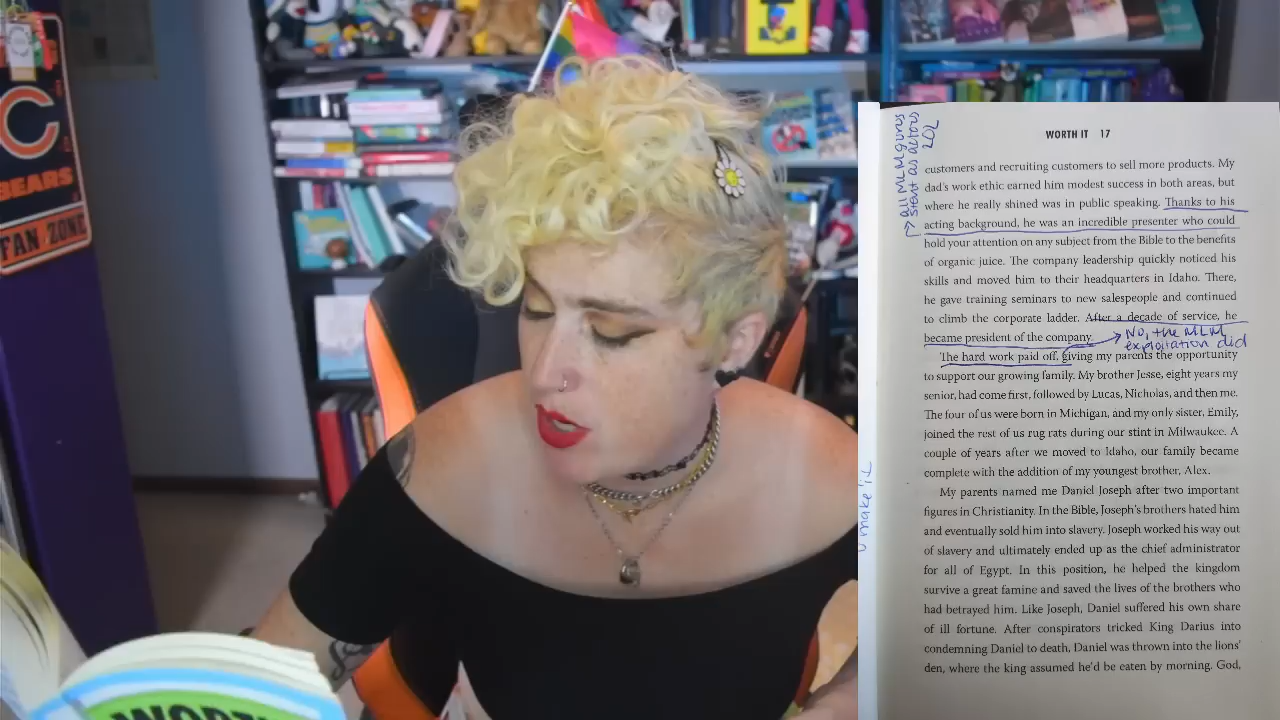 C
BEARS
FAN ZONE
WORTH IT 17
→ all MLM gurus
start as actors
LOL
customers and recruiting customers to sell more products. My
dad's work ethic earned him modest success in both areas, but
where he really shined was in public speaking. Thanks to his
acting background, he was an incredible presenter who could
hold your attention on any subject from the Bible to the benefits
of organic juice. The company leadership quickly noticed his
skills and moved him to their headquarters in Idaho. There,
he gave training seminars to new salespeople and continued
to climb the corporate ladder. After a decade of service, he
became president of the company.
→ No, the MLM
exploitation did
The hard work paid off, giving my parents the opportunity
to support our growing family. My brother Jesse, eight years my
senior, had come first, followed by Lucas, Nicholas, and then me.
The four of us were born in Michigan, and my only sister, Emily,
joined the rest of us rug rats during our stint in Milwaukee. A
couple of years after we moved to Idaho, our family became
complete with the addition of my youngest brother, Alex.
My parents named me Daniel Joseph after two important
figures in Christianity. In the Bible, Joseph's brothers hated him
and eventually sold him into slavery. Joseph worked his way out
of slavery and ultimately ended up as the chief administrator
for all of Egypt. In this position, he helped the kingdom
survive a great famine and saved the lives of the brothers who
had betrayed him. Like Joseph, Daniel suffered his own share
of ill fortune. After conspirators tricked King Darius into
condemning Daniel to death, Daniel was thrown into the lions'
den, where the king assumed he'd be eaten by morning. God,
u make it
WORT